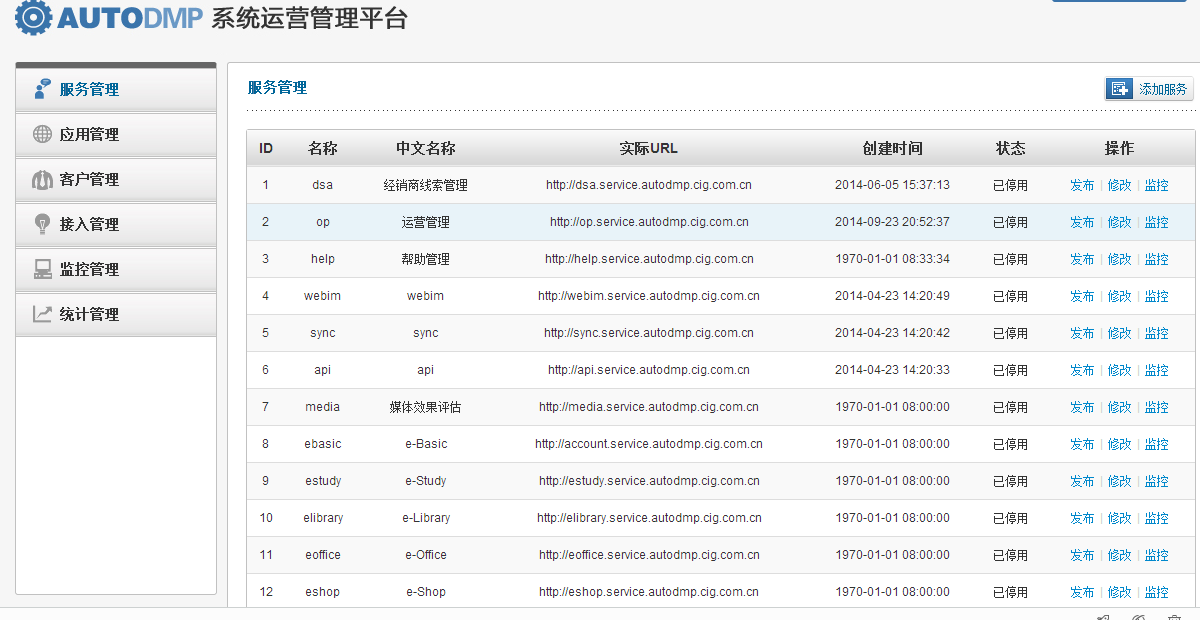 AUTODMP 系统运营管理平台
服务管理
应用管理
客户管理
接入管理
监控管理
统计管理
服务管理 添加服务
ID 名称 中文名称 实际URL 创建时间 状态 操作
1 dsa 经销商线索管理 http://dsa.service.autodmp.cig.com.cn 2014-06-05 15:37:13 已停用 发布 | 修改 | 监控
2 op 运营管理 http://op.service.autodmp.cig.com.cn 2014-09-23 20:52:37 已停用 发布 | 修改 | 监控
3 help 帮助管理 http://help.service.autodmp.cig.com.cn 1970-01-01 08:33:34 已停用 发布 | 修改 | 监控
4 webim webim http://webim.service.autodmp.cig.com.cn 2014-04-23 14:20:49 已停用 发布 | 修改 | 监控
5 sync sync http://sync.service.autodmp.cig.com.cn 2014-04-23 14:20:42 已停用 发布 | 修改 | 监控
6 api api http://api.service.autodmp.cig.com.cn 2014-04-23 14:20:33 已停用 发布 | 修改 | 监控
7 media 媒体效果评估 http://media.service.autodmp.cig.com.cn 1970-01-01 08:00:00 已停用 发布 | 修改 | 监控
8 ebasic e-Basic http://account.service.autodmp.cig.com.cn 1970-01-01 08:00:00 已停用 发布 | 修改 | 监控
9 estudy e-Study http://estudy.service.autodmp.cig.com.cn 1970-01-01 08:00:00 已停用 发布 | 修改 | 监控
10 elibrary e-Library http://elibrary.service.autodmp.cig.com.cn 1970-01-01 08:00:00 已停用 发布 | 修改 | 监控
11 eoffice e-Office http://eoffice.service.autodmp.cig.com.cn 1970-01-01 08:00:00 已停用 发布 | 修改 | 监控
12 eshop e-Shop http://eshop.service.autodmp.cig.com.cn 1970-01-01 08:00:00 已停用 发布 | 修改 | 监控